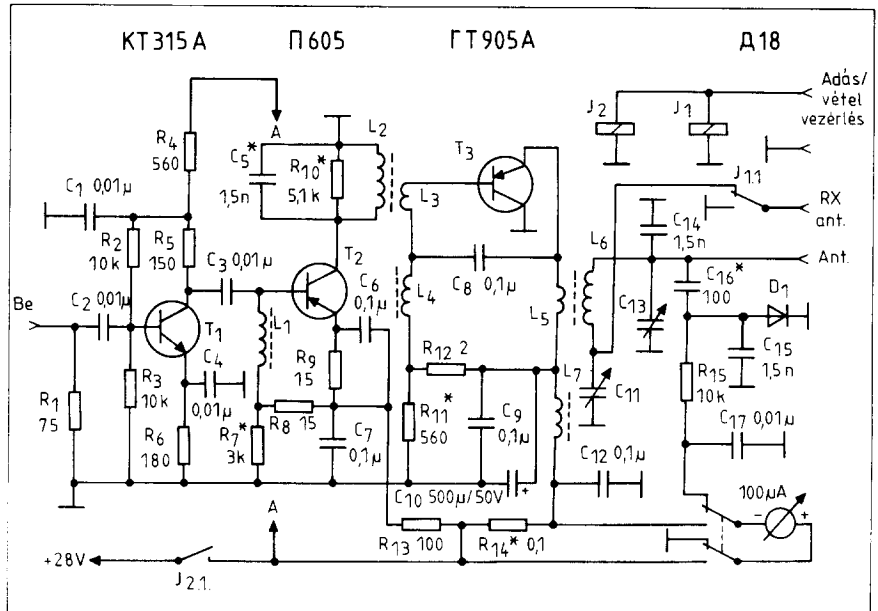 KT315A П605 ГТ905A Д18
Adás/
vétel
vezérlés
J2
J1
R4
560
A
C5*
1,5n
R10*
5,1k
L2
T3
L3
J1.1
RX
ant.
C1 0,01µ
R2
10k
R5
150
C3 0,01µ
T2
C6
0,1µ
C8 0,1µ
L4
L5
L6
C14
1,5n
Ant.
C16*
100
D1
C13
C15
1,5n
Be
C2 0,01µ
T1
L1
C4
0,01µ
R9
15
R12 2
L7
C11
R15
10k
R1
75
R3
10k
R6
180
R7*
3k
R8 15
C7
0,1µ
R11*
560
C9
0,1µ
C12 0,1µ
C17 0,01µ
C10 500µ/50V +
100µA
- +
A
R13 100
R14* 0,1
+28V
J2.1.